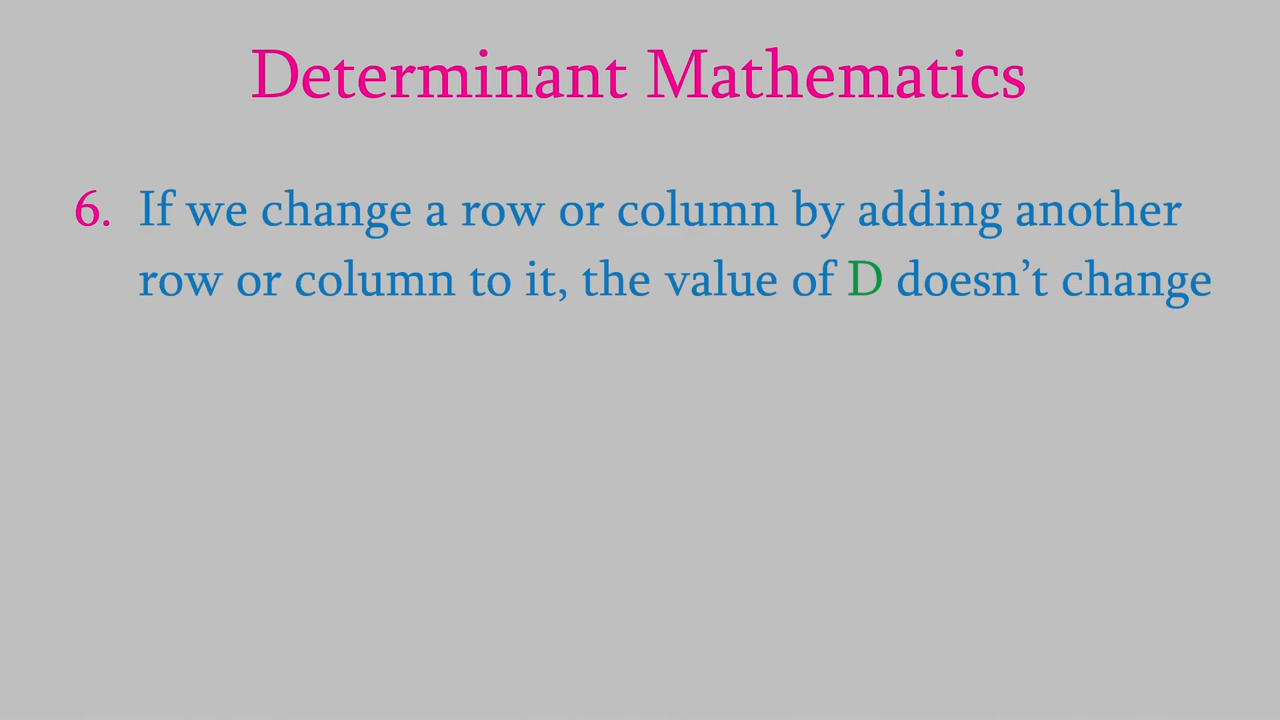 Determinant Mathematics
6. If we change a row or column by adding another
row or column to it, the value of D doesn’t change